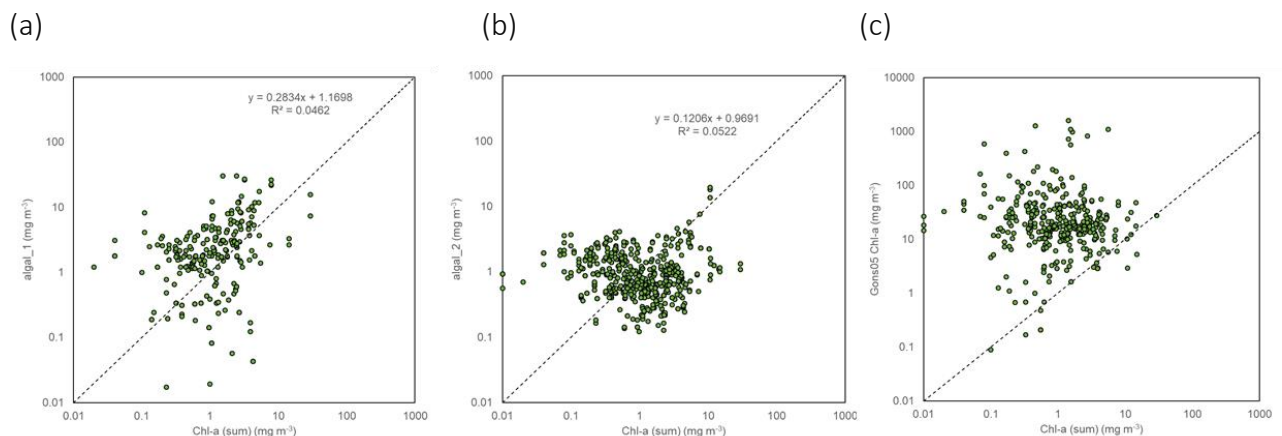 (a)
(b)
(c)
1000
100
10
1
0.1
0.01
algal_1 (mg m⁻³)
y = 0.2834x + 1.1698
R² = 0.0462
0.01 0.1 1 10 100 1000
Chl-a (sum) (mg m⁻³)
1000
100
10
1
0.1
0.01
algal_2 (mg m⁻³)
y = 0.1206x + 0.9691
R² = 0.0522
0.01 0.1 1 10 100 1000
Chl-a (sum) (mg m⁻³)
10000
1000
100
10
1
0.1
0.01
Gons05 Chl-a (mg m⁻³)
0.01 0.1 1 10 100 1000
Chl-a (sum) (mg m⁻³)